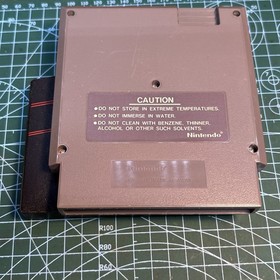 CAUTION
•DO NOT STORE IN EXTREME TEMPERATURES.
•DO NOT IMMERSE IN WATER.
•DO NOT CLEAN WITH BENZENE, THINNER,
ALCOHOL OR OTHER SUCH SOLVENTS.
Nintendo
R100
R80
R60